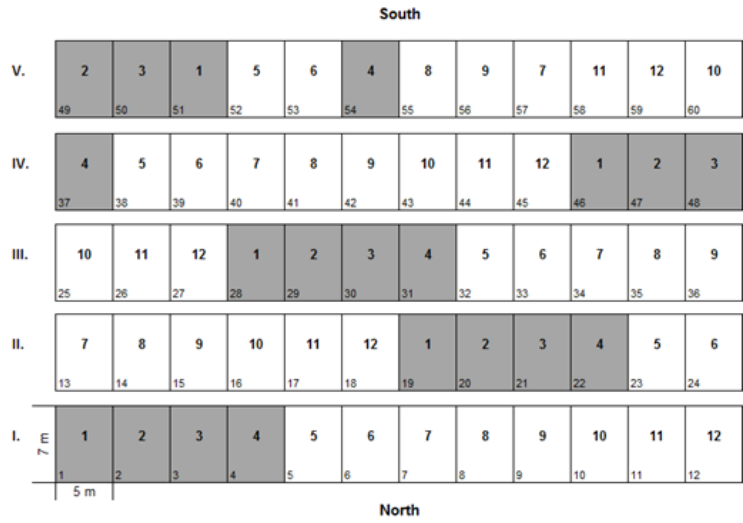 South
V. 2 3 1 5 6 4 8 9 7 11 12 10
49 50 51 52 53 54 55 56 57 58 59 60
IV. 4 5 6 7 8 9 10 11 12 1 2 3
37 38 39 40 41 42 43 44 45 46 47 48
III. 10 11 12 1 2 3 4 5 6 7 8 9
25 26 27 28 29 30 31 32 33 34 35 36
II. 7 8 9 10 11 12 1 2 3 4 5 6
13 14 15 16 17 18 19 20 21 22 23 24
I. 7 m 1 2 3 4 5 6 7 8 9 10 11 12
1 2 3 4 5 6 7 8 9 10 11 12
5 m
North